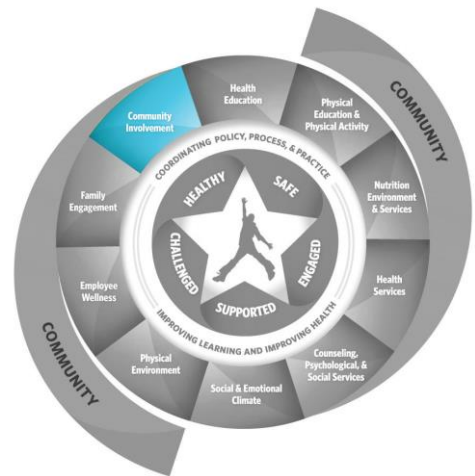 COMMUNITY
Health
Education
Physical
Education &
Physical Activity
Nutrition
Environment
& Services
Health
Services
Counseling,
Psychological, &
Social Services
Social & Emotional
Climate
Physical
Environment
Employee
Wellness
Family
Engagement
Community
Involvement
COORDINATING POLICY, PROCESS, & PRACTICE
IMPROVING LEARNING AND IMPROVING HEALTH
HEALTHY
SAFE
ENGAGED
SUPPORTED
CHALLENGED
COMMUNITY